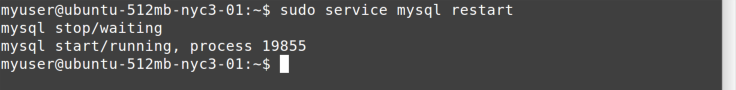 myuser@ubuntu-512mb-nyc3-01:~$ sudo service mysql restart
mysql stop/waiting
mysql start/running, process 19855
myuser@ubuntu-512mb-nyc3-01:~$